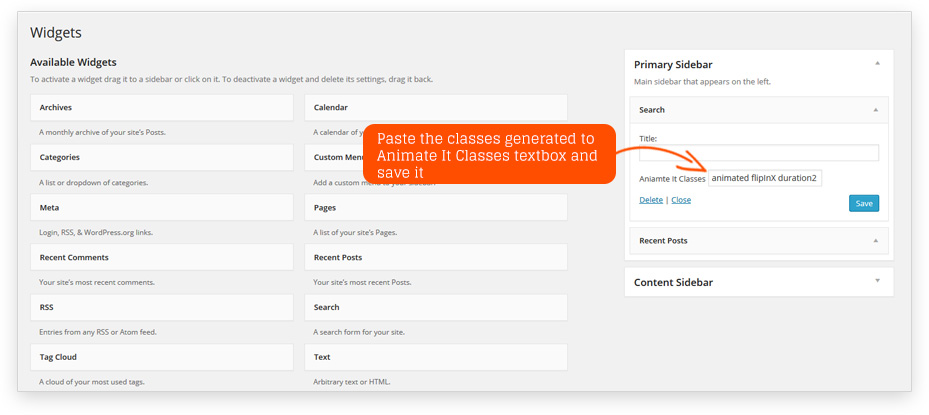 Widgets
Available Widgets
To activate a widget drag it to a sidebar or click on it. To deactivate a widget and delete its settings, drag it back.
Archives
A monthly archive of your site's Posts.
Calendar
A calendar of
Categories
A list or dropdown of categories.
Custom Menu
Add a custom menu to your sidebar.
Meta
Login, RSS, & WordPress.org links.
Pages
A list of your site's Pages.
Recent Comments
Your site's most recent comments.
Recent Posts
Your site's most recent Posts.
RSS
Entries from any RSS or Atom feed.
Search
A search form for your site.
Tag Cloud
A cloud of your most used tags.
Text
Arbitrary text or HTML.
Paste the classes generated to
Animate It Classes textbox and
save it
Primary Sidebar
Main sidebar that appears on the left.
Search
Title:
Aniamte It Classes animated flipInX duration2
Delete | Close
Save
Recent Posts
Content Sidebar